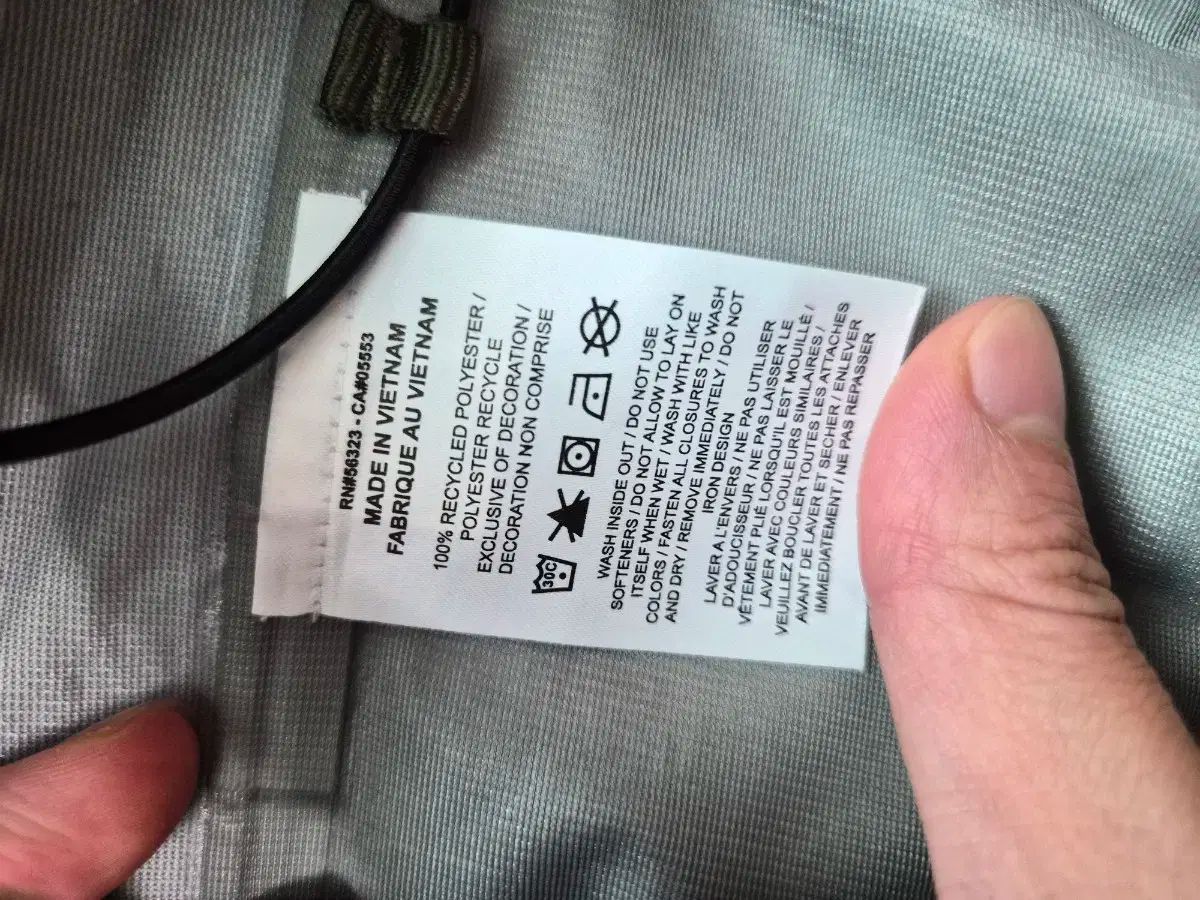 RN#56323 - CA#05553
MADE IN VIETNAM
FABRIQUE AU VIETNAM
100% RECYCLED POLYESTER /
POLYESTER RECYCLE
EXCLUSIVE OF DECORATION /
DECORATION NON COMPRISE
30C
WASH INSIDE OUT / DO NOT USE
SOFTENERS / DO NOT ALLOW TO LAY ON
ITSELF WHEN WET / WASH WITH LIKE
COLORS / FASTEN ALL CLOSURES TO WASH
AND DRY / REMOVE IMMEDIATELY / DO NOT
IRON DESIGN
LAVER A L'ENVERS / NE PAS UTILISER
D'ADOUCISSEUR / NE PAS LAISSER LE
VÊTEMENT PLIÉ LORSQU'IL EST MOUILLÉ /
LAVER AVEC COULEURS SIMILAIRES /
VEUILLEZ BOUCLER TOUTES LES ATTACHES
AVANT DE LAVER ET SECHER / ENLEVER
IMMEDIATEMENT / NE PAS REPASSER